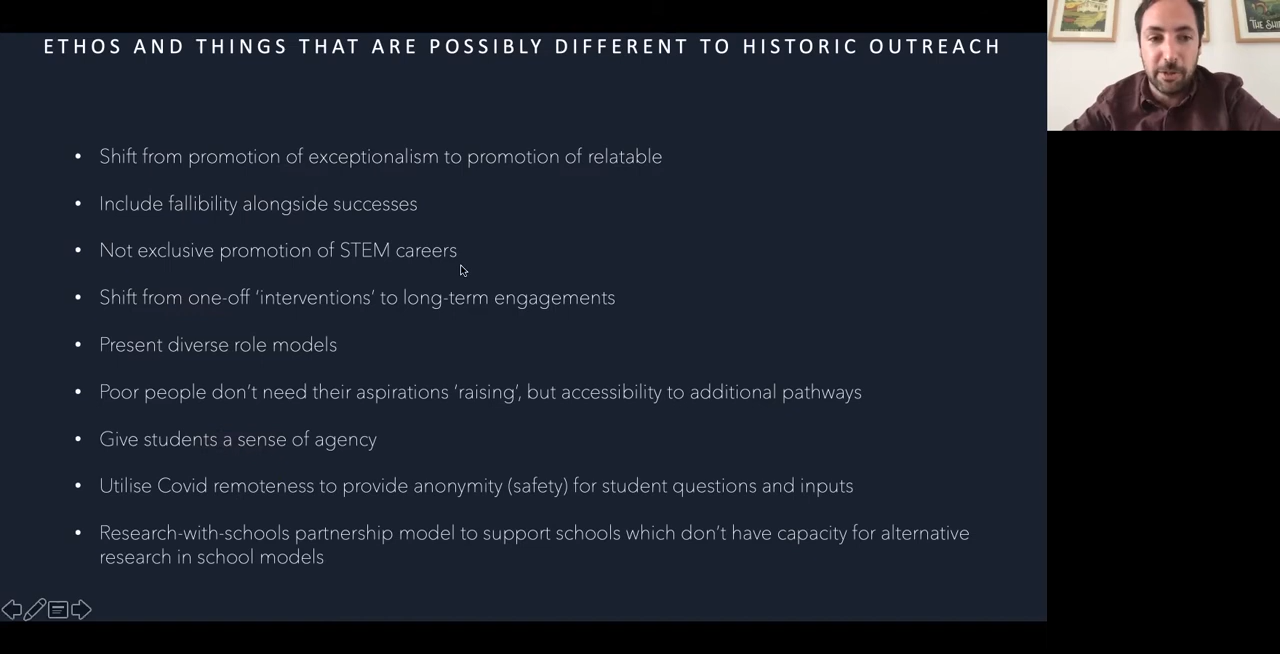 ETHOS AND THINGS THAT ARE POSSIBLY DIFFERENT TO HISTORIC OUTREACH
• Shift from promotion of exceptionalism to promotion of relatable
• Include fallibility alongside successes
• Not exclusive promotion of STEM careers
• Shift from one-off ‘interventions’ to long-term engagements
• Present diverse role models
• Poor people don’t need their aspirations ‘raising’, but accessibility to additional pathways
• Give students a sense of agency
• Utilise Covid remoteness to provide anonymity (safety) for student questions and inputs
• Research-with-schools partnership model to support schools which don’t have capacity for alternative
research in school models
THE